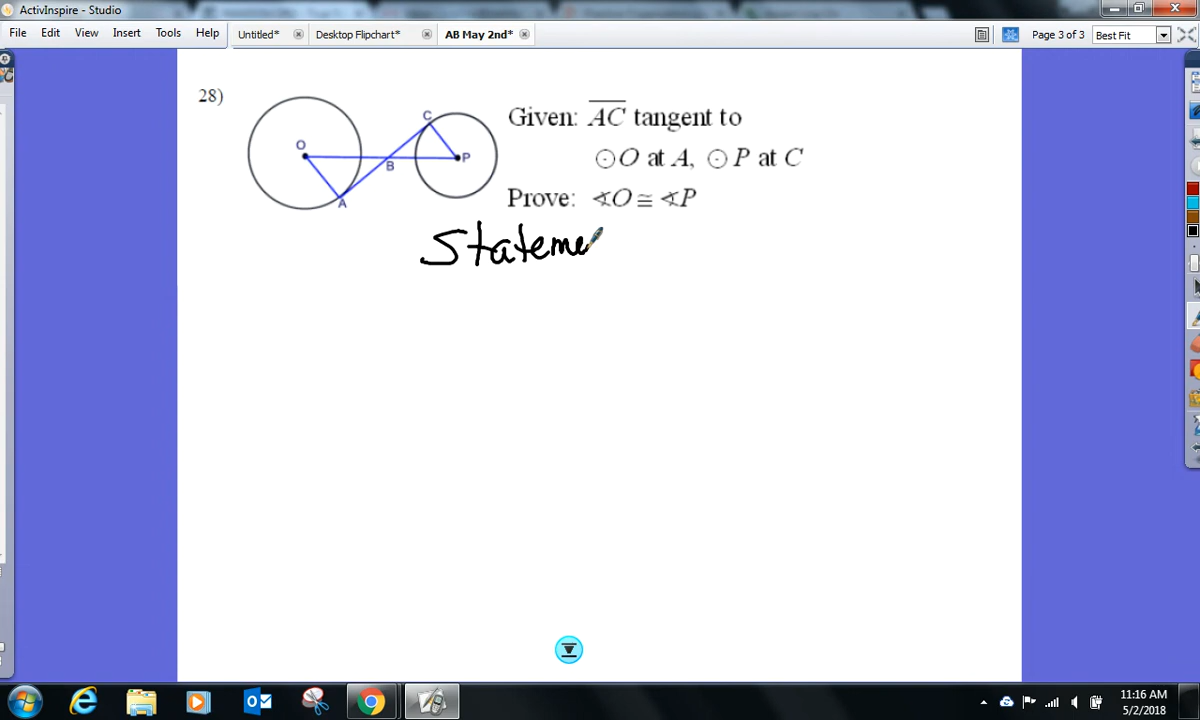 ActivInspire - Studio
File Edit View Insert Tools Help
Untitled* Desktop Flipchart* AB May 2nd*
Page 3 of 3 Best Fit
28)
O
A
B
C
P
Given: A̅C̅ tangent to
⊙O at A, ⊙P at C
Prove: ∢O ≅ ∢P
Stateme
11:16 AM
5/2/2018